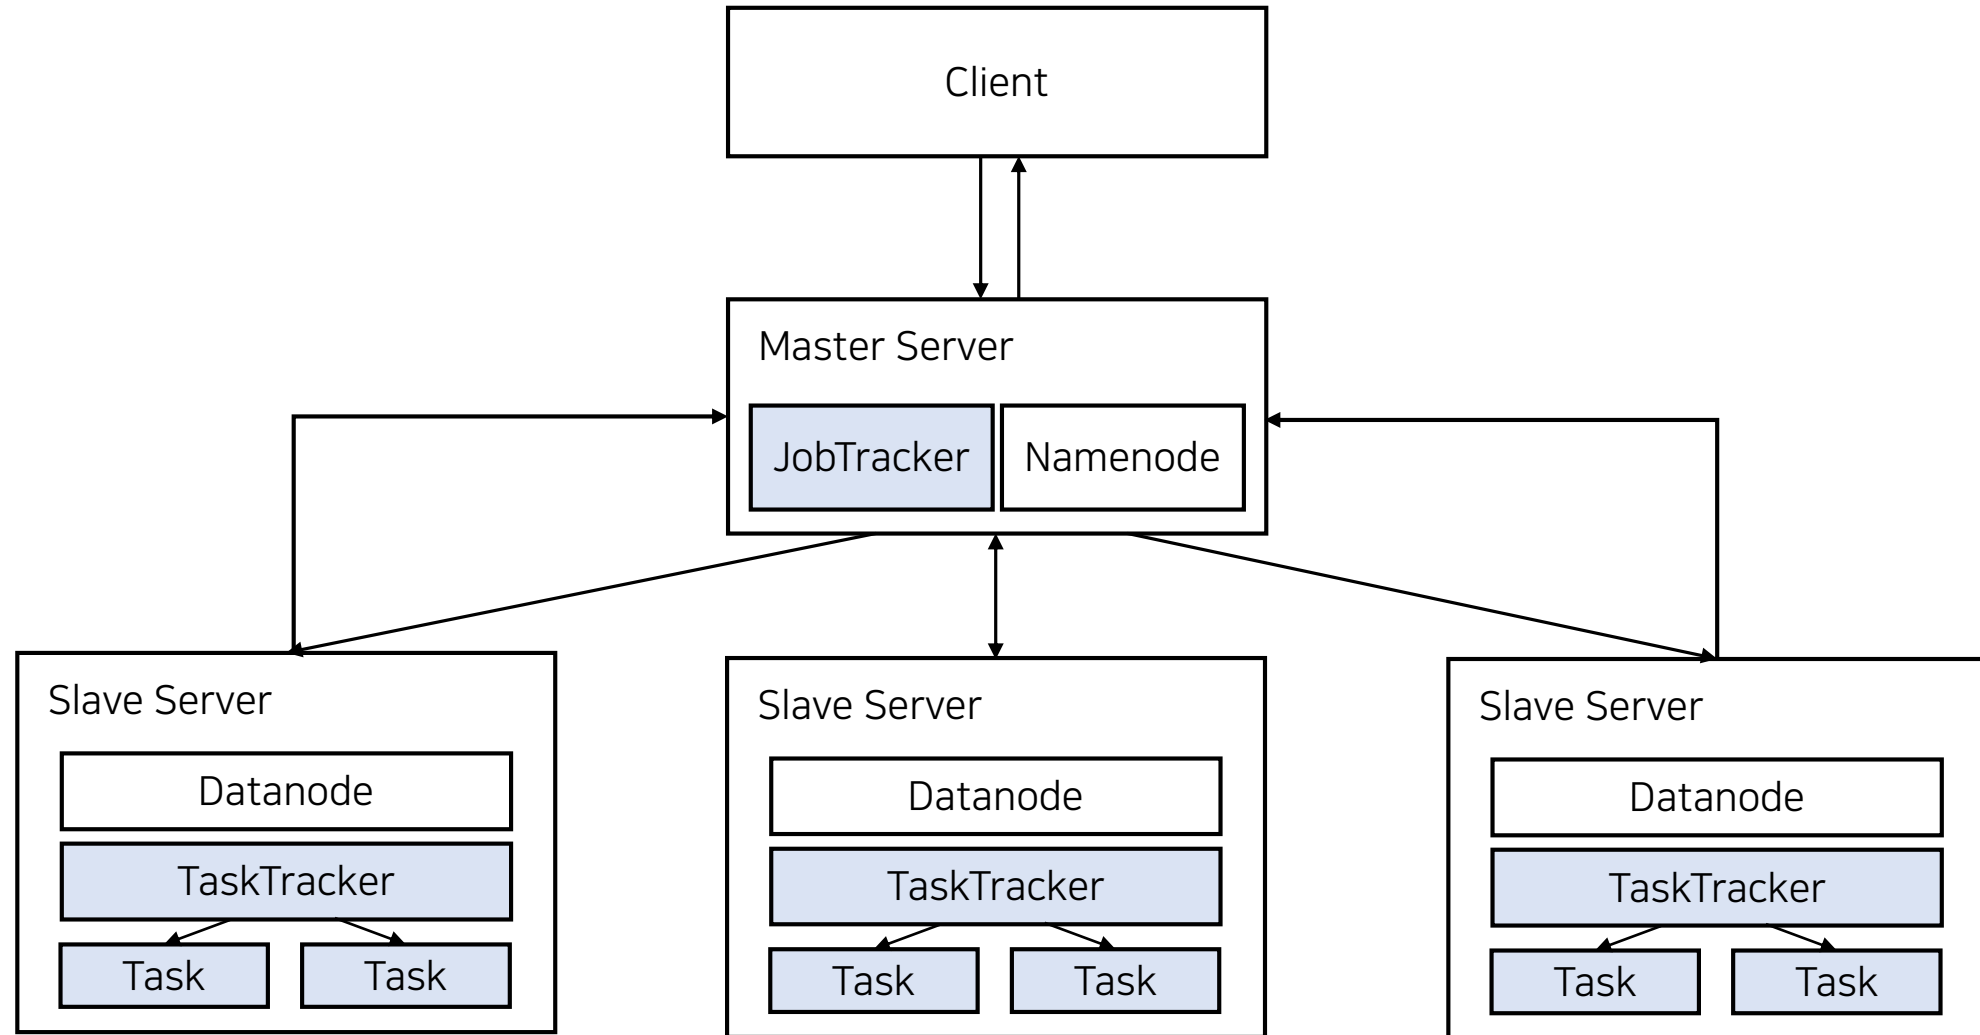 Client
Master Server
JobTracker
Namenode
Slave Server
Datanode
TaskTracker
Task
Task
Slave Server
Datanode
TaskTracker
Task
Task
Slave Server
Datanode
TaskTracker
Task
Task